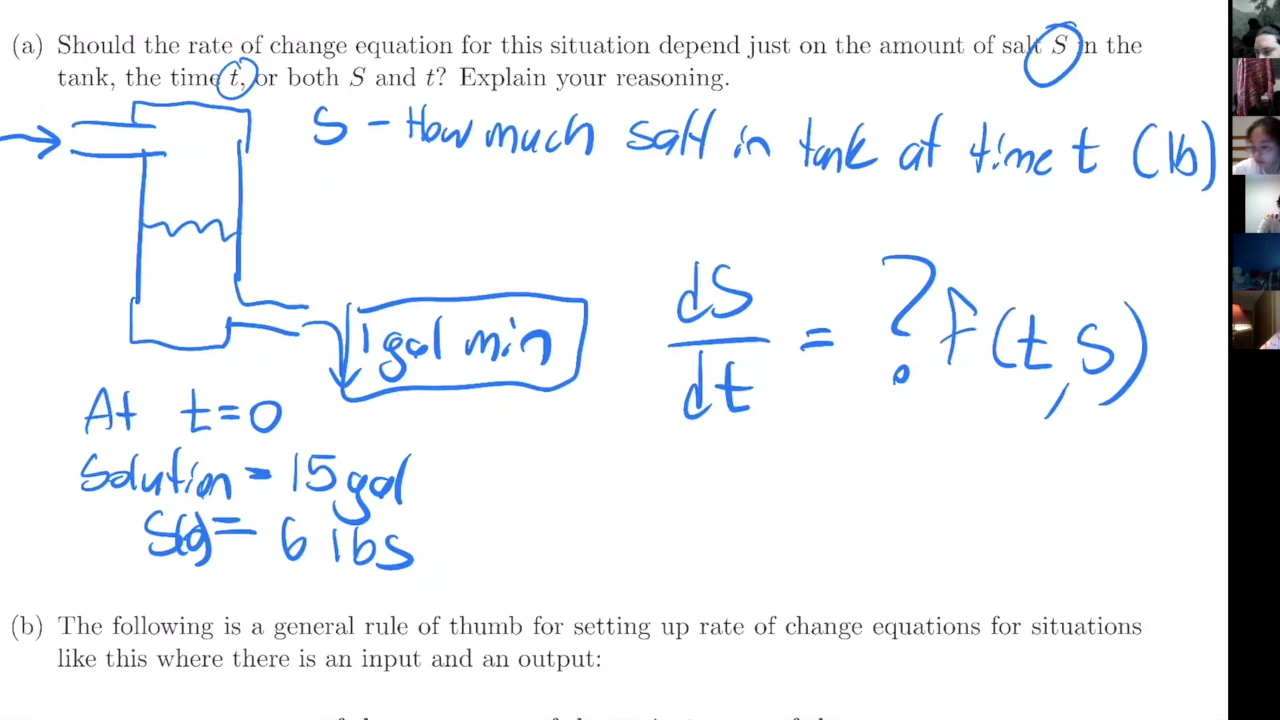 (a) Should the rate of change equation for this situation depend just on the amount of salt S in the
tank, the time t, or both S and t? Explain your reasoning.
S - How much salt in tank at time t (lb)
dS
dt
= ? f(t,S)
1 gal min
At t=0
Solution = 15 gal
S(0)= 6 lbs
(b) The following is a general rule of thumb for setting up rate of change equations for situations
like this where there is an input and an output: